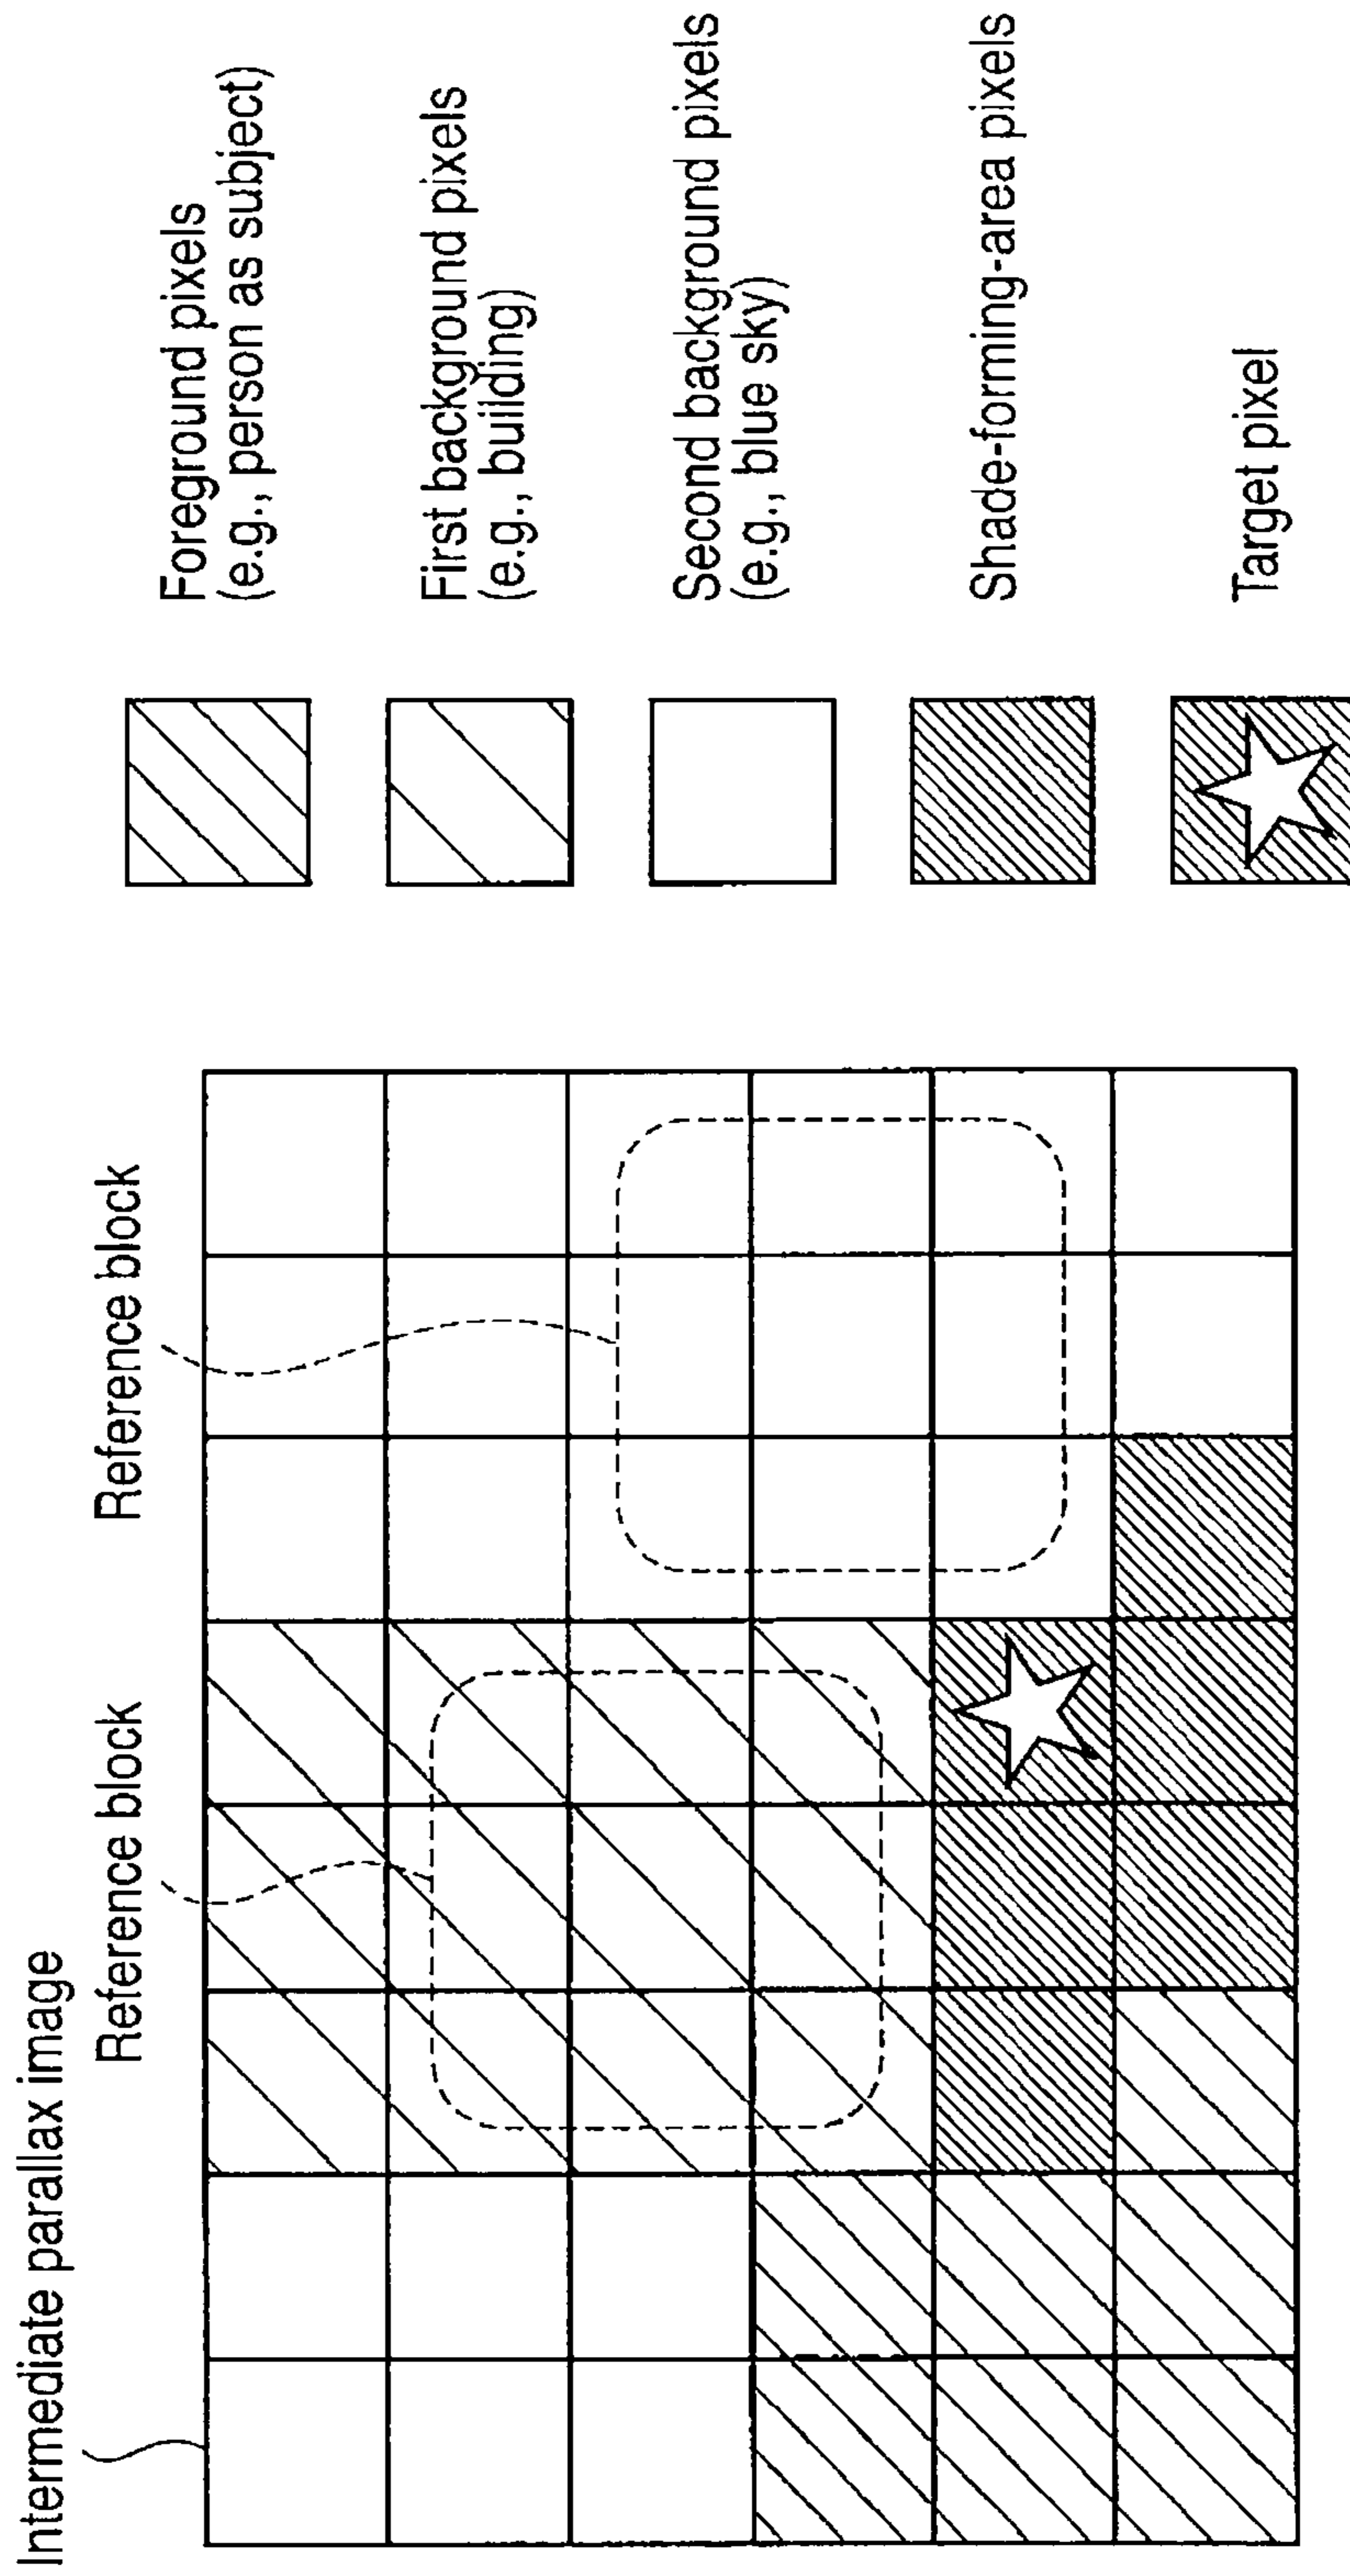 Intermediate parallax image
Reference block
Reference block
Foreground pixels
(e.g., person as subject)
First background pixels
(e.g., building)
Second background pixels
(e.g., blue sky)
Shade-forming-area pixels
Target pixel